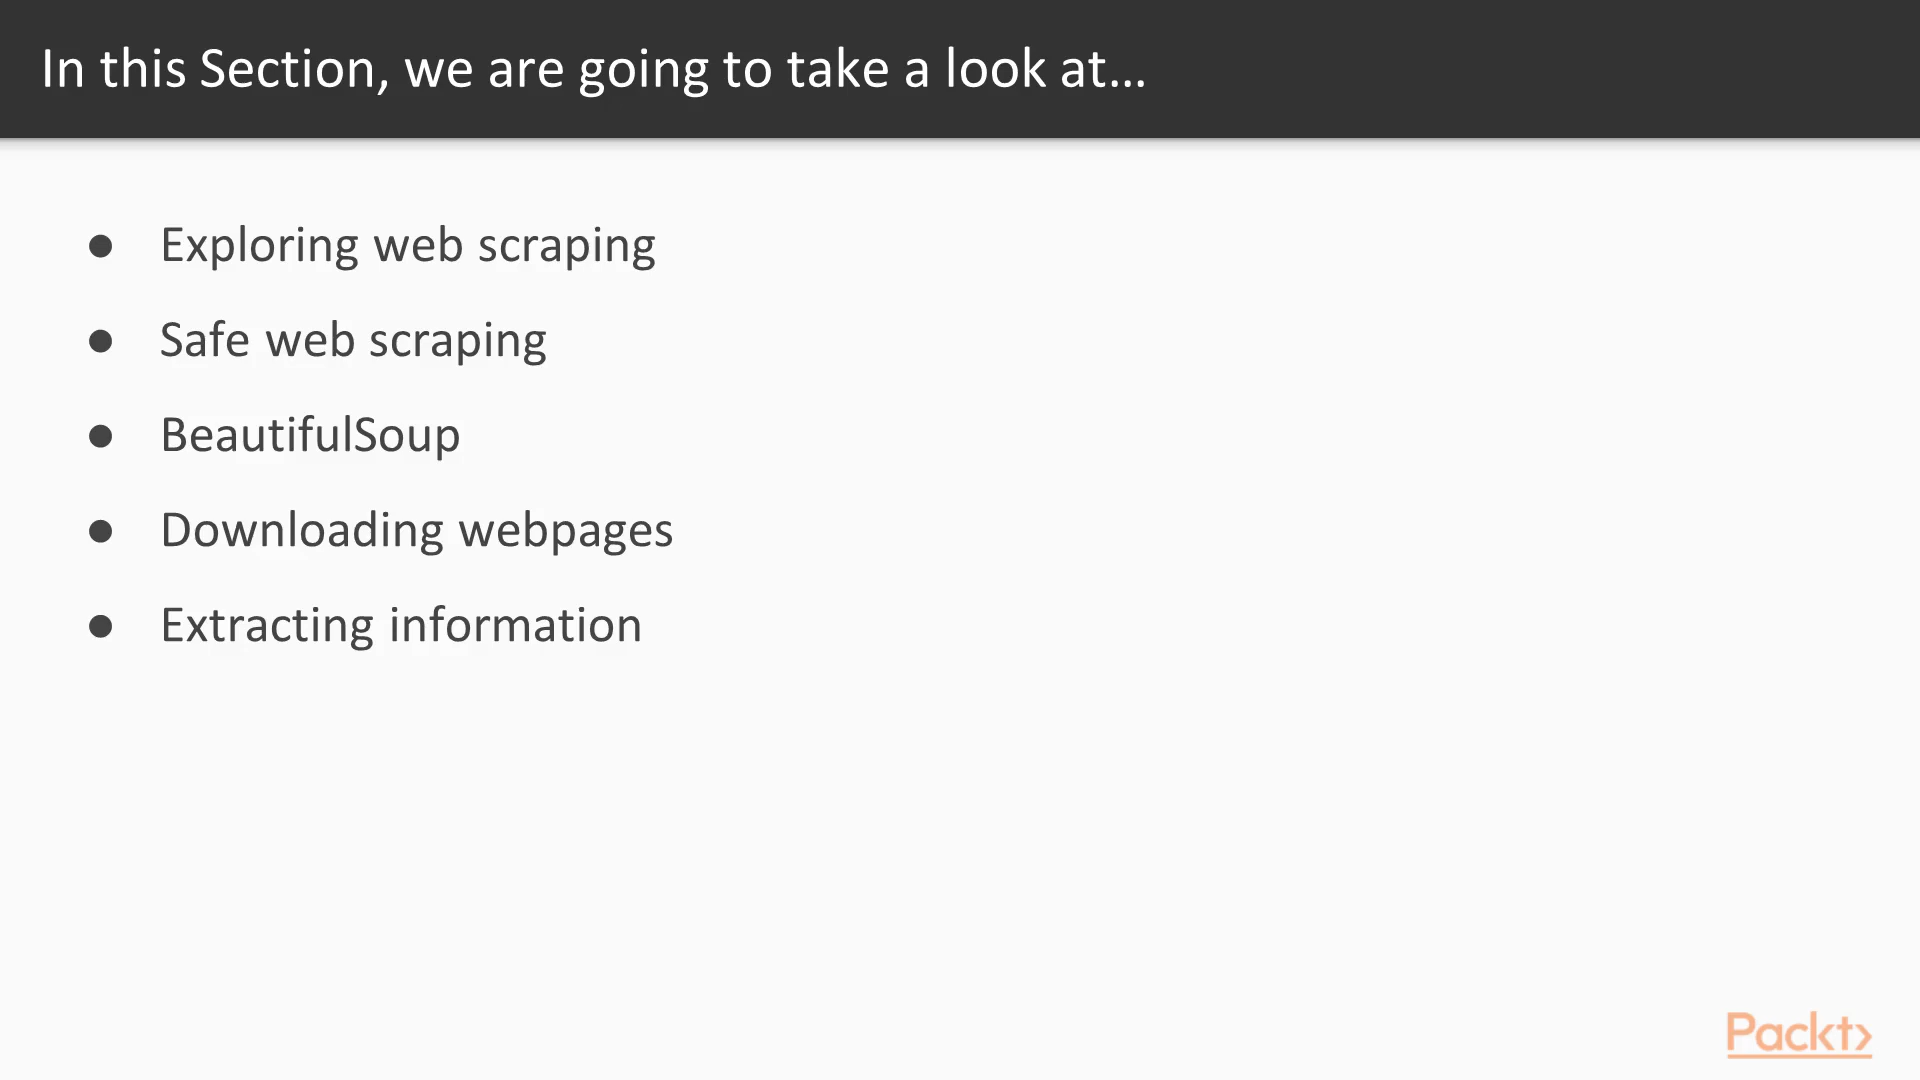 In this Section, we are going to take a look at...
● Exploring web scraping
● Safe web scraping
● BeautifulSoup
● Downloading webpages
● Extracting information
Packt>